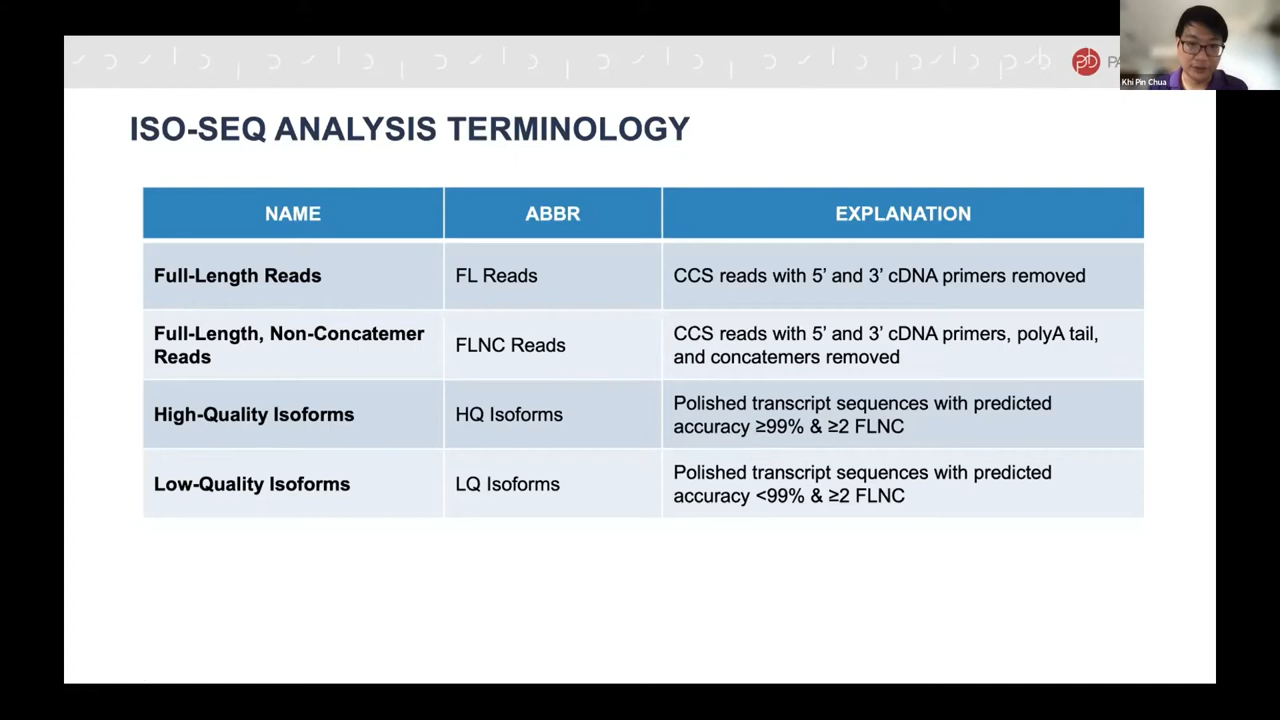 Khi Pin Chua
ISO-SEQ ANALYSIS TERMINOLOGY
NAME
ABBR
EXPLANATION
Full-Length Reads
FL Reads
CCS reads with 5’ and 3’ cDNA primers removed
Full-Length, Non-Concatemer
Reads
FLNC Reads
CCS reads with 5’ and 3’ cDNA primers, polyA tail,
and concatemers removed
High-Quality Isoforms
HQ Isoforms
Polished transcript sequences with predicted
accuracy ≥99% & ≥2 FLNC
Low-Quality Isoforms
LQ Isoforms
Polished transcript sequences with predicted
accuracy <99% & ≥2 FLNC